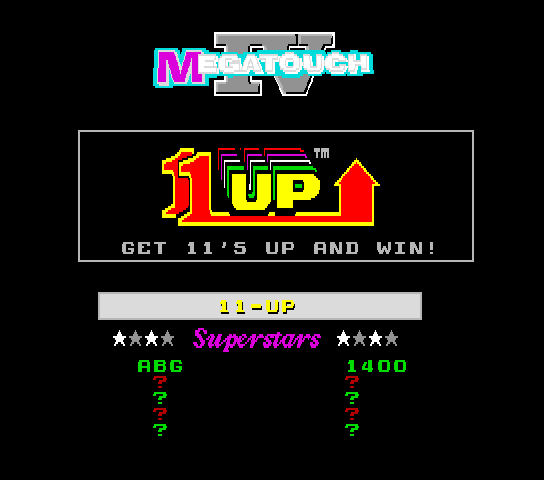 MEGATOUCH IV
11 UP™
GET 11'S UP AND WIN!
11-UP
Superstars
ABG 1400
? ?
? ?
? ?
? ?